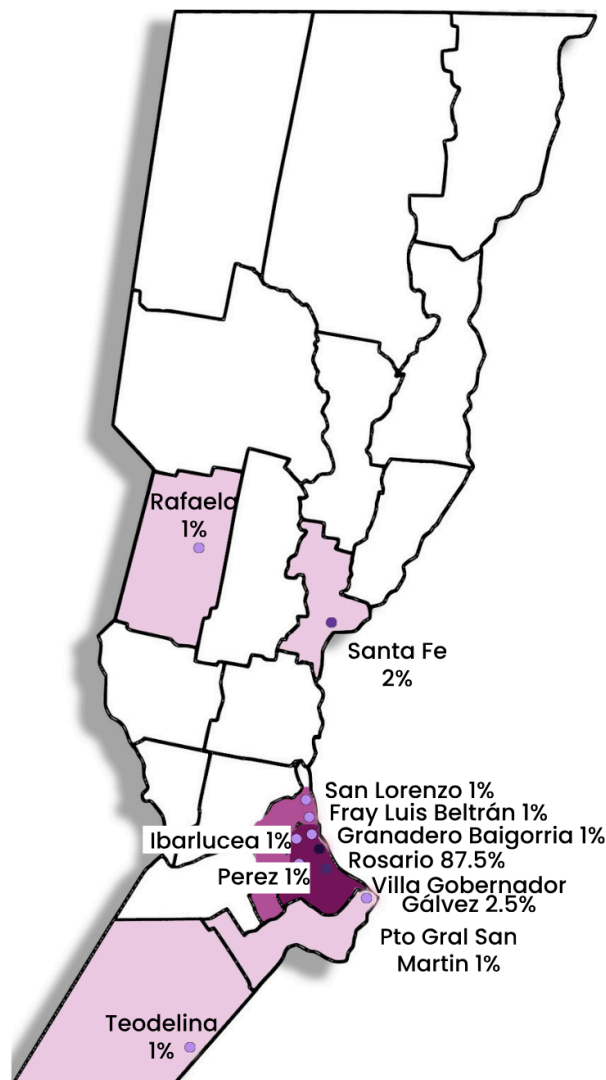 Rafaela
1%
Santa Fe
2%
San Lorenzo 1%
Fray Luis Beltrán 1%
Granadero Baigorria 1%
Ibarlucea 1%
Rosario 87.5%
Perez 1%
Villa Gobernador
Gálvez 2.5%
Pto Gral San
Martin 1%
Teodelina
1%